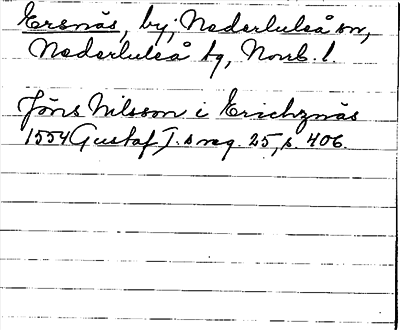 Ersnäs, by, Nederluleå sn,
Nederluleå tg, Norrb. l.
Jöns Nilsson i Erichznäs
1554 Gustaf I.s reg. 25, s. 406.